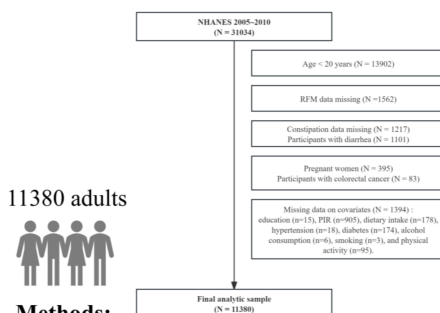 NHANES 2005-2010
(N = 31034)
Age < 20 years (N = 13902)
RFM data missing (N =1562)
Constipation data missing (N = 1217)
Participants with diarrhea (N = 1101)
Pregnant women (N = 395)
Participants with colorectal cancer (N = 83)
Missing data on covariates (N = 1394) :
education (n=15), PIR (n=905), dietary intake (n=178),
hypertension (n=18), diabetes (n=174), alcohol
consumption (n=6), smoking (n=3), and physical
activity (n=95).
11380 adults
Final analytic sample
(N = 11380)
Methods: